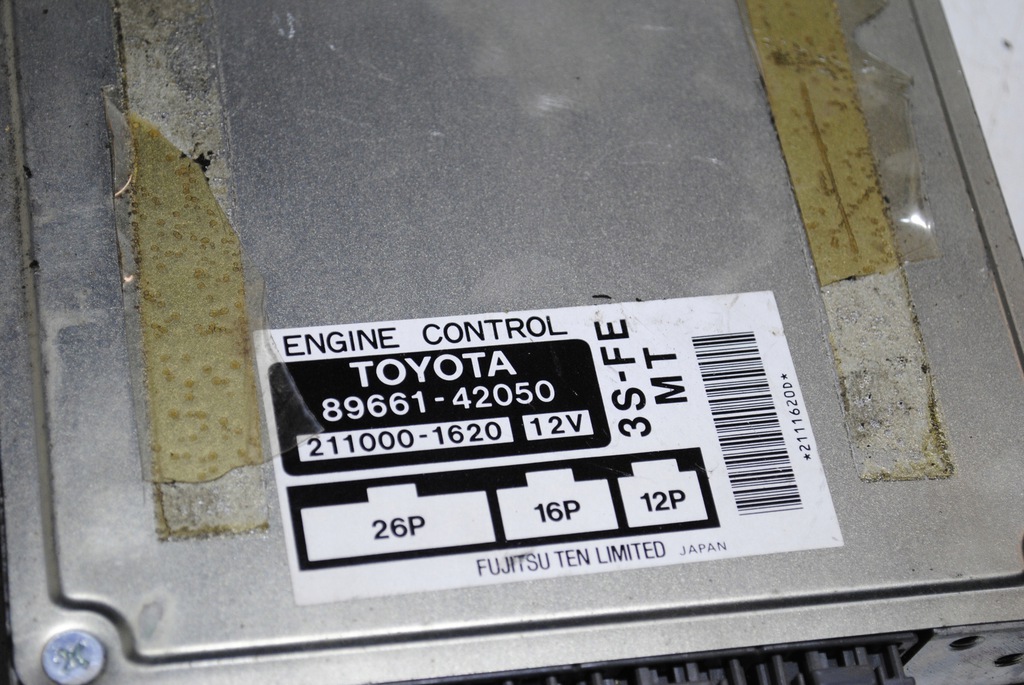 ENGINE CONTROL
TOYOTA
89661-42050
211000-1620 12V
3S-FE
MT
*2111620D*
26P 16P 12P
FUJITSU TEN LIMITED JAPAN